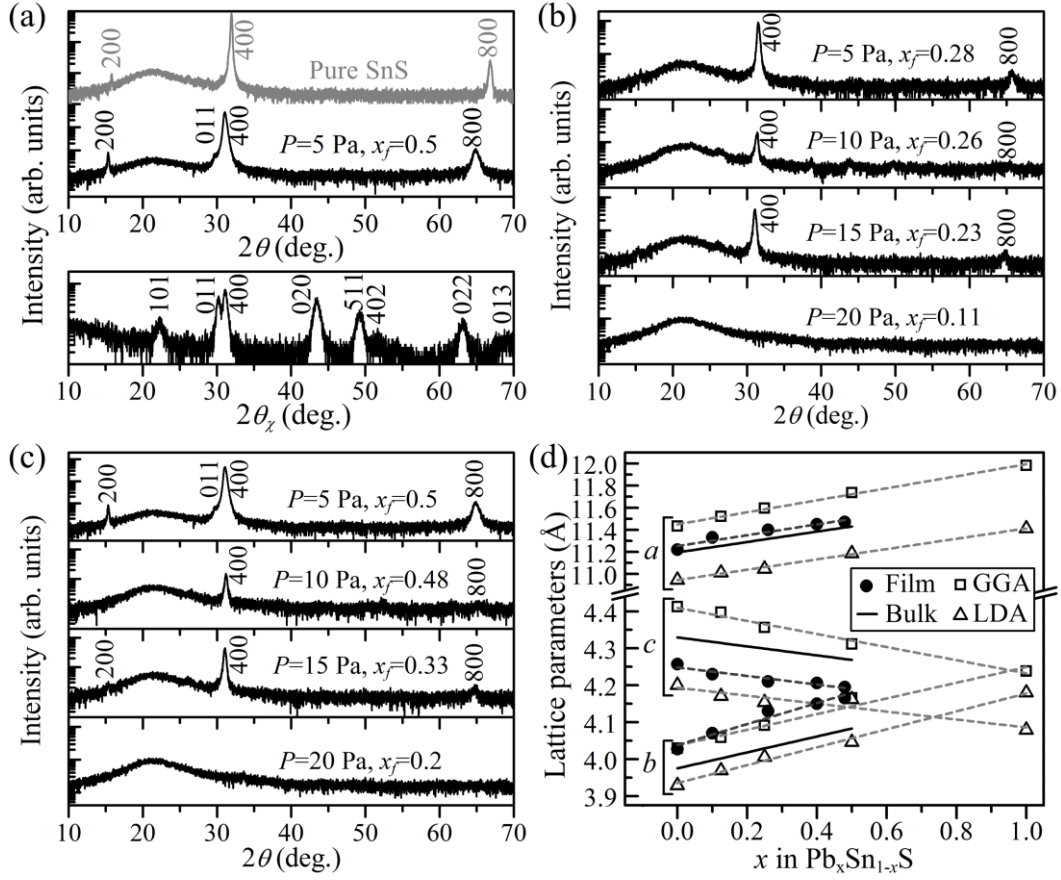 (a)
200
400
800
Pure SnS
200
011
400
800
P=5 Pa, x_f=0.5
10 20 30 40 50 60 70
2θ (deg.)
Intensity (arb. units)
101
011
400
020
511
402
022
013
10 20 30 40 50 60 70
2θχ (deg.)
(b)
400
800
P=5 Pa, x_f=0.28
400
800
P=10 Pa, x_f=0.26
400
800
P=15 Pa, x_f=0.23
P=20 Pa, x_f=0.11
Intensity (arb. units)
10 20 30 40 50 60 70
2θ (deg.)
(c)
200
011
400
800
P=5 Pa, x_f=0.5
400
800
P=10 Pa, x_f=0.48
200
400
800
P=15 Pa, x_f=0.33
P=20 Pa, x_f=0.2
Intensity (arb. units)
10 20 30 40 50 60 70
2θ (deg.)
(d)
12.0
11.8
11.6
11.4
11.2
11.0
4.4
4.3
4.2
4.1
4.0
3.9
Lattice parameters (Å)
a
c
b
Film GGA
Bulk LDA
0.0 0.2 0.4 0.6 0.8 1.0
x in PbₓSn₁₋ₓS